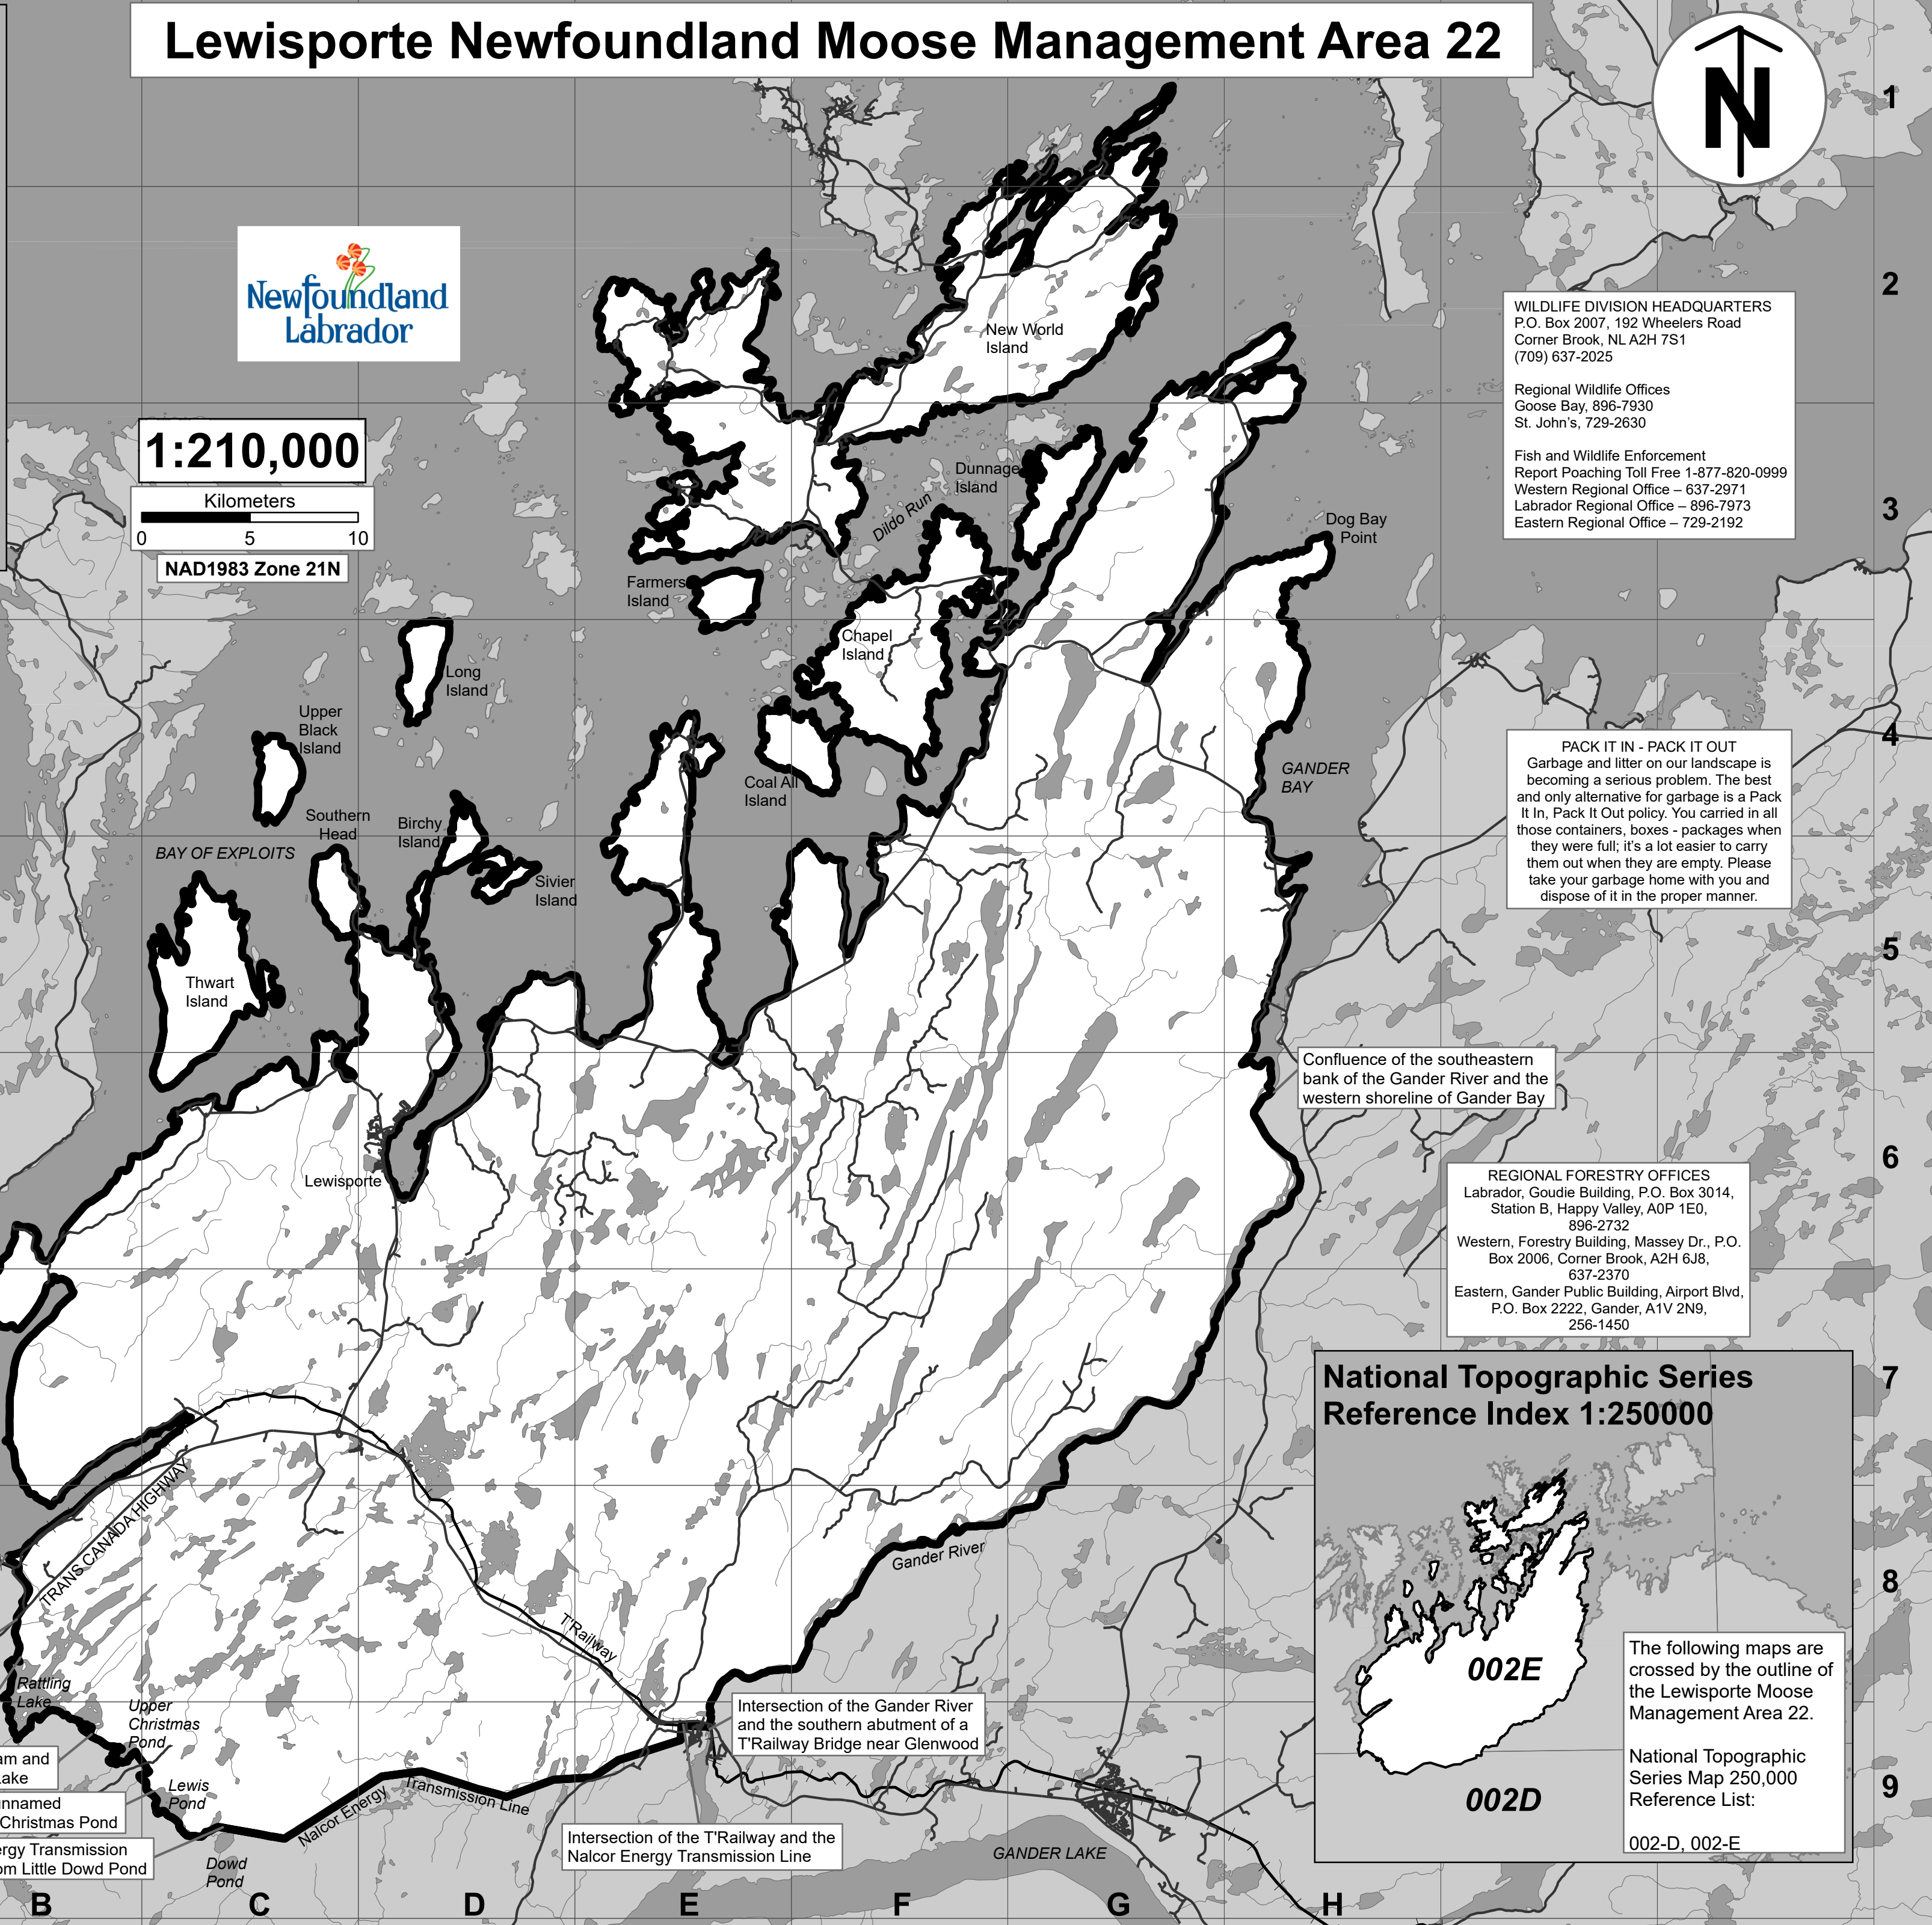 Lewisporte Newfoundland Moose Management Area 22
N
1
2
3
4
5
6
7
8
9
Newfoundland
Labrador
1:210,000
Kilometers
0 5 10
NAD1983 Zone 21N
WILDLIFE DIVISION HEADQUARTERS
P.O. Box 2007, 192 Wheelers Road
Corner Brook, NL A2H 7S1
(709) 637-2025
Regional Wildlife Offices
Goose Bay, 896-7930
St. John's, 729-2630
Fish and Wildlife Enforcement
Report Poaching Toll Free 1-877-820-0999
Western Regional Office – 637-2971
Labrador Regional Office – 896-7973
Eastern Regional Office – 729-2192
New World
Island
Dunnage
Island
Dildo Run
Dog Bay
Point
Farmers
Island
Chapel
Island
Long
Island
Upper
Black
Island
Coal All
Island
GANDER
BAY
Southern
Head
Birchy
Island
BAY OF EXPLOITS
Sivier
Island
Thwart
Island
PACK IT IN - PACK IT OUT
Garbage and litter on our landscape is
becoming a serious problem. The best
and only alternative for garbage is a Pack
It In, Pack It Out policy. You carried in all
those containers, boxes - packages when
they were full; it's a lot easier to carry
them out when they are empty. Please
take your garbage home with you and
dispose of it in the proper manner.
Confluence of the southeastern
bank of the Gander River and the
western shoreline of Gander Bay
Lewisporte
REGIONAL FORESTRY OFFICES
Labrador, Goudie Building, P.O. Box 3014,
Station B, Happy Valley, A0P 1E0,
896-2732
Western, Forestry Building, Massey Dr., P.O.
Box 2006, Corner Brook, A2H 6J8,
637-2370
Eastern, Gander Public Building, Airport Blvd,
P.O. Box 2222, Gander, A1V 2N9,
256-1450
National Topographic Series
Reference Index 1:250000
002E
002D
The following maps are
crossed by the outline of
the Lewisporte Moose
Management Area 22.
National Topographic
Series Map 250,000
Reference List:
002-D, 002-E
TRANS CANADA HIGHWAY
Gander River
T'Railway
Rattling
Lake
Upper
Christmas
Pond
Intersection of the Gander River
and the southern abutment of a
T'Railway Bridge near Glenwood
am and
Lake
Lewis
Pond
unnamed
Christmas Pond
Nalcor Energy Transmission Line
ergy Transmission
om Little Dowd Pond
Intersection of the T'Railway and the
Nalcor Energy Transmission Line
GANDER LAKE
Dowd
Pond
B C D E F G H